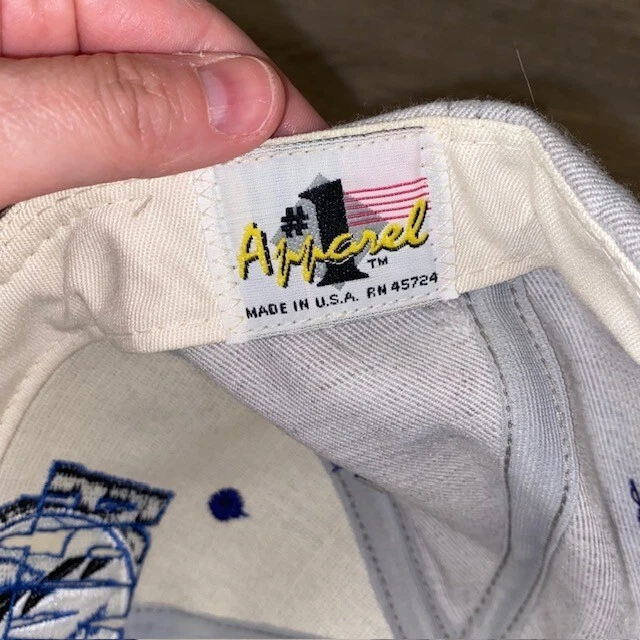 #1
Apparel
TM
MADE IN U.S.A. RN 45724